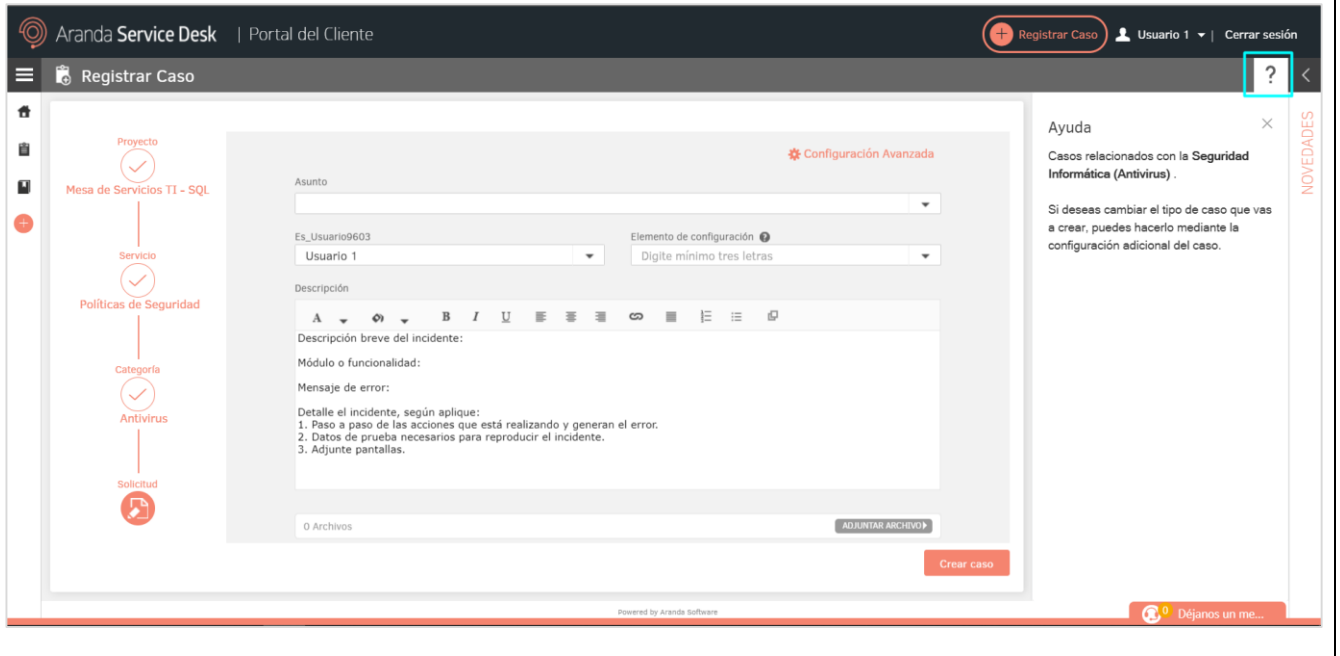 Aranda Service Desk | Portal del Cliente
Registrar Caso
Usuario 1 | Cerrar sesión
Registrar Caso
?
NOVEDADES
Proyecto
Mesa de Servicios TI - SQL
Servicio
Políticas de Seguridad
Categoría
Antivirus
Solicitud
Configuración Avanzada
Asunto
Es_Usuario9603
Elemento de configuración ?
Usuario 1
Digite mínimo tres letras
Descripción
A B I U
Descripción breve del incidente:
Módulo o funcionalidad:
Mensaje de error:
Detalle el incidente, según aplique:
1. Paso a paso de las acciones que está realizando y generan el error.
2. Datos de prueba necesarios para reproducir el incidente.
3. Adjunte pantallas.
0 Archivos
ADJUNTAR ARCHIVO
Crear caso
Ayuda
Casos relacionados con la Seguridad
Informática (Antivirus) .
Si deseas cambiar el tipo de caso que vas
a crear, puedes hacerlo mediante la
configuración adicional del caso.
Powered by Aranda Software
0 Déjanos un me...